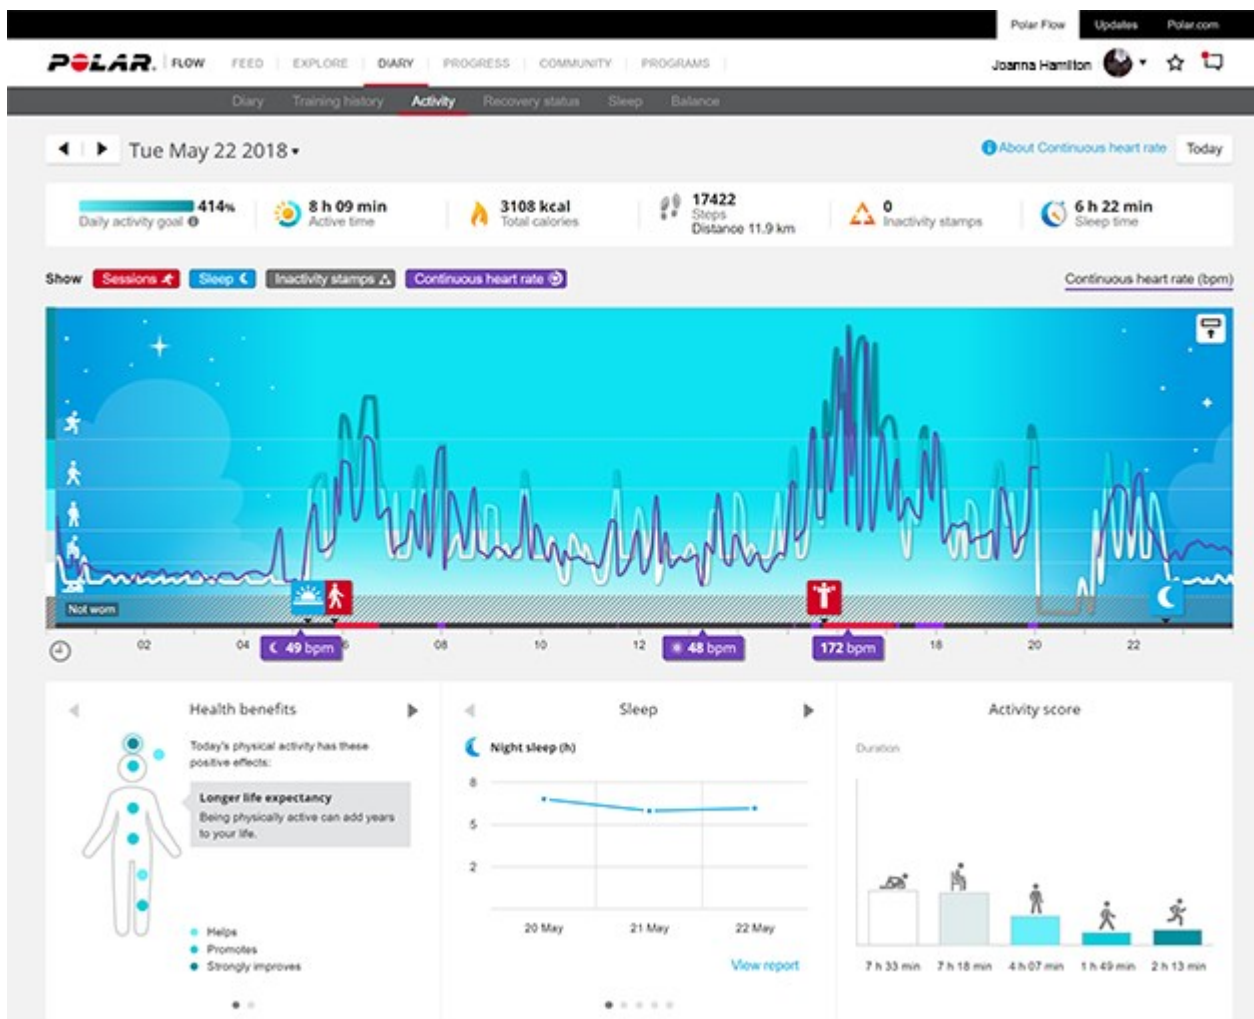 Polar Flow Updates Polar.com
POLAR. FLOW FEED EXPLORE DIARY PROGRESS COMMUNITY PROGRAMS Joanna Hamilton
Diary Training history Activity Recovery status Sleep Balance
Tue May 22 2018 About Continuous heart rate Today
414% 8 h 09 min 3108 kcal 17422 0 6 h 22 min
Daily activity goal Active time Total calories Steps Inactivity stamps Sleep time
Distance 11.9 km
Show Sessions Sleep Inactivity stamps Continuous heart rate Continuous heart rate (bpm)
Not worn
02 04 6 08 10 12 18 20 22
49 bpm 48 bpm 172 bpm
Health benefits
Today's physical activity has these
positive effects:
Longer life expectancy
Being physically active can add years
to your life.
Helps
Promotes
Strongly improves
Sleep
Night sleep (h)
8
5
2
20 May 21 May 22 May
View report
Activity score
Duration
7 h 33 min 7 h 18 min 4 h 07 min 1 h 49 min 2 h 13 min